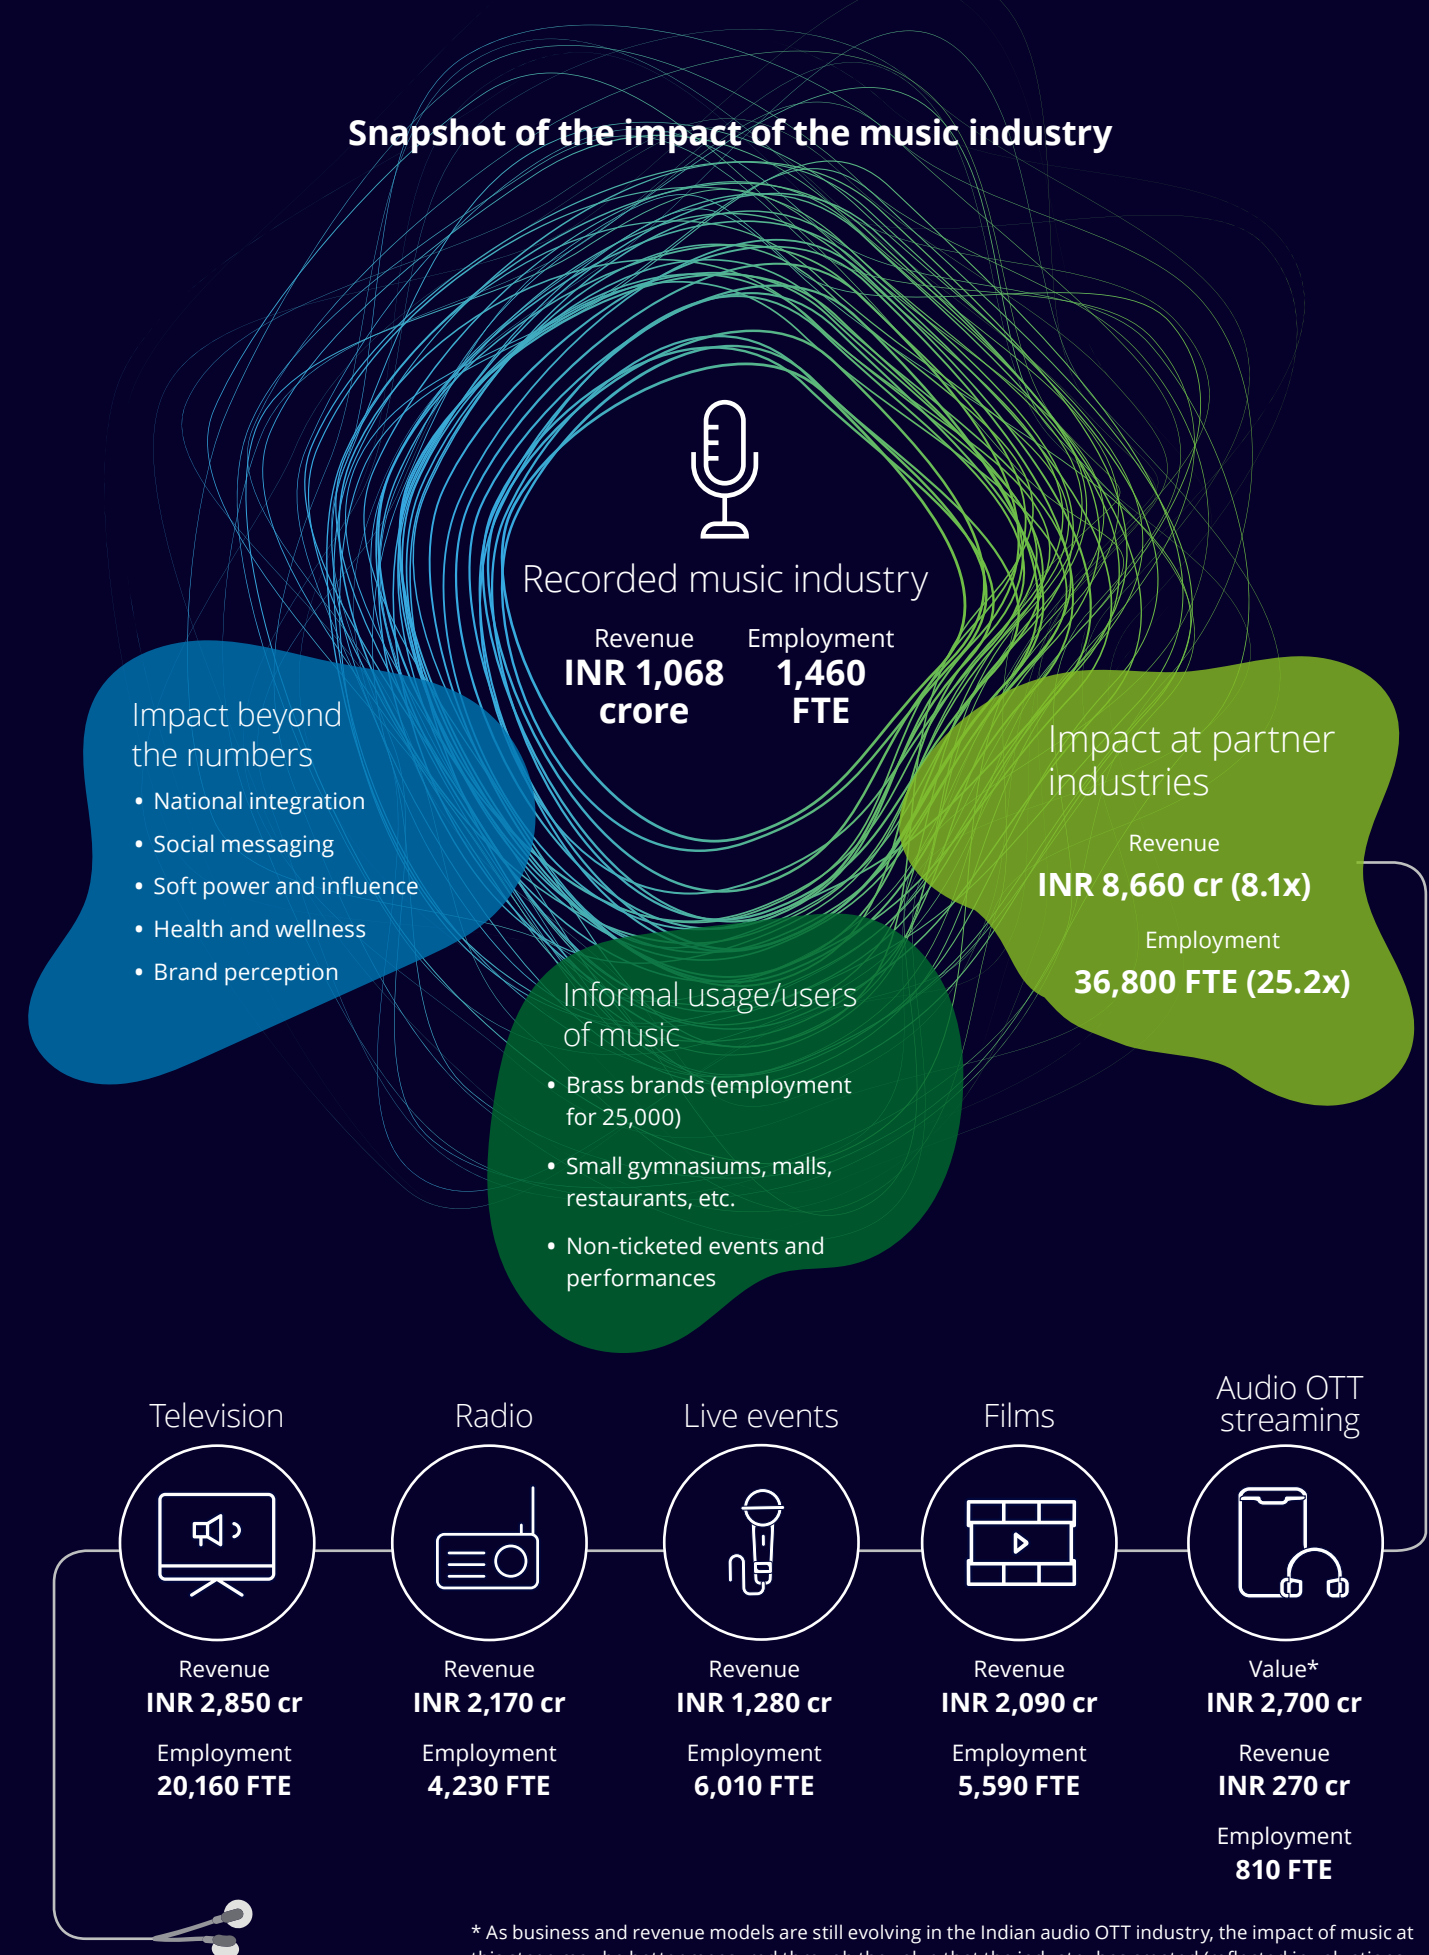 Snapshot of the impact of the music industry
Recorded music industry
Revenue
INR 1,068
crore
Employment
1,460
FTE
Impact beyond
the numbers
• National integration
• Social messaging
• Soft power and influence
• Health and wellness
• Brand perception
Impact at partner
industries
Revenue
INR 8,660 cr (8.1x)
Employment
36,800 FTE (25.2x)
Informal usage/users
of music
• Brass brands (employment
for 25,000)
• Small gymnasiums, malls,
restaurants, etc.
• Non-ticketed events and
performances
Television
Revenue
INR 2,850 cr
Employment
20,160 FTE
Radio
Revenue
INR 2,170 cr
Employment
4,230 FTE
Live events
Revenue
INR 1,280 cr
Employment
6,010 FTE
Films
Revenue
INR 2,090 cr
Employment
5,590 FTE
Audio OTT
streaming
Value*
INR 2,700 cr
Revenue
INR 270 cr
Employment
810 FTE
* As business and revenue models are still evolving in the Indian audio OTT industry, the impact of music at